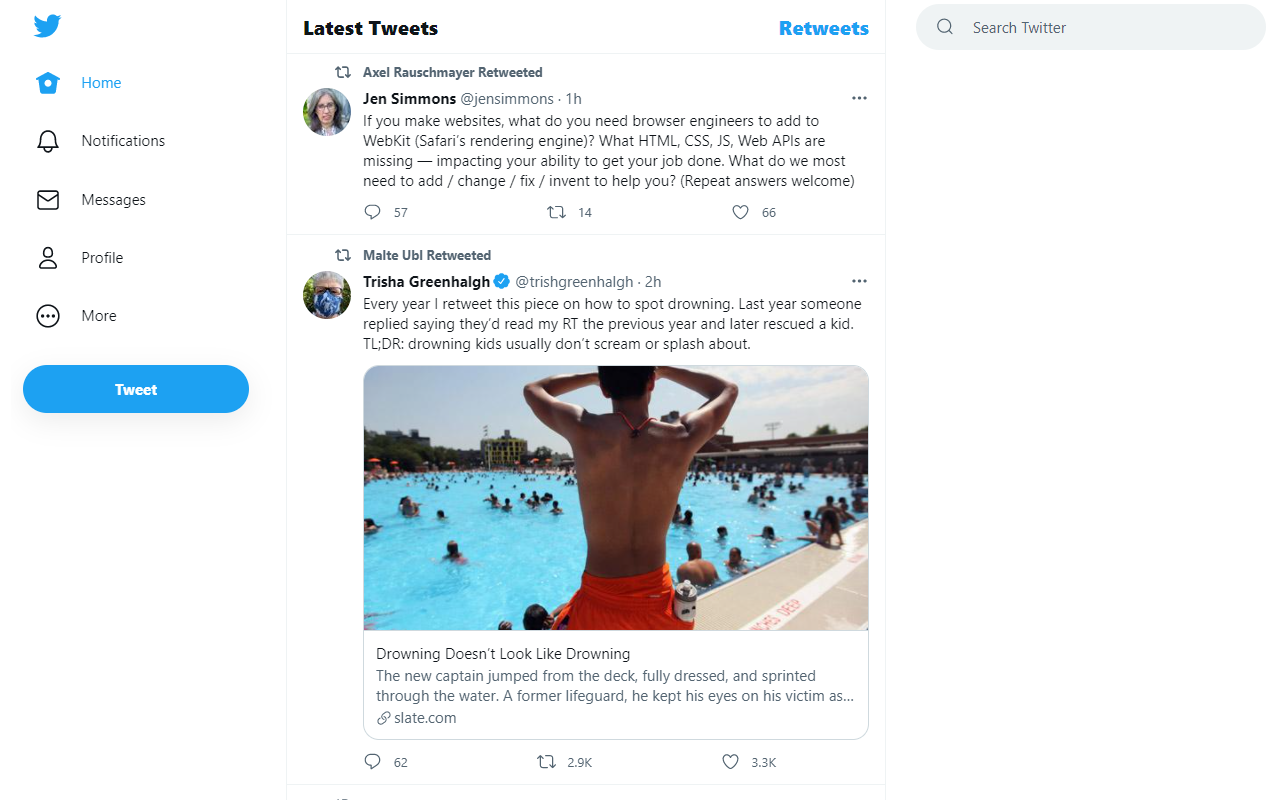 Latest Tweets
Retweets
Search Twitter
Home
Notifications
Messages
Profile
More
Tweet
Axel Rauschmayer Retweeted
Jen Simmons @jensimmons · 1h
If you make websites, what do you need browser engineers to add to
WebKit (Safari's rendering engine)? What HTML, CSS, JS, Web APIs are
missing — impacting your ability to get your job done. What do we most
need to add / change / fix / invent to help you? (Repeat answers welcome)
57
14
66
Malte Ubl Retweeted
Trisha Greenhalgh @trishgreenhalgh · 2h
Every year I retweet this piece on how to spot drowning. Last year someone
replied saying they'd read my RT the previous year and later rescued a kid.
TL;DR: drowning kids usually don't scream or splash about.
DEEP
Drowning Doesn't Look Like Drowning
The new captain jumped from the deck, fully dressed, and sprinted
through the water. A former lifeguard, he kept his eyes on his victim as...
slate.com
62
2.9K
3.3K